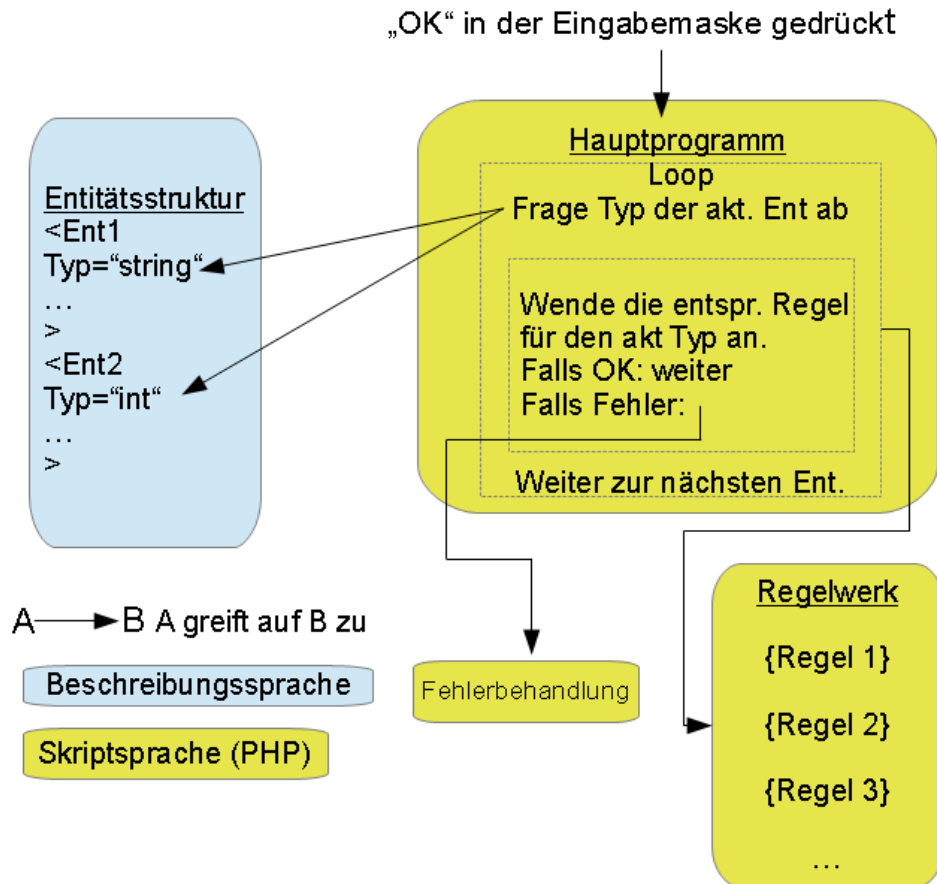 „OK“ in der Eingabemaske gedrückt
Hauptprogramm
Loop
Frage Typ der akt. Ent ab
Wende die entspr. Regel
für den akt Typ an.
Falls OK: weiter
Falls Fehler:
Weiter zur nächsten Ent.
Entitätsstruktur
<Ent1
Typ=“string“
...
>
<Ent2
Typ=“int“
...
>
A B A greift auf B zu
Beschreibungssprache
Skriptsprache (PHP)
Fehlerbehandlung
Regelwerk
{Regel 1}
{Regel 2}
{Regel 3}
...